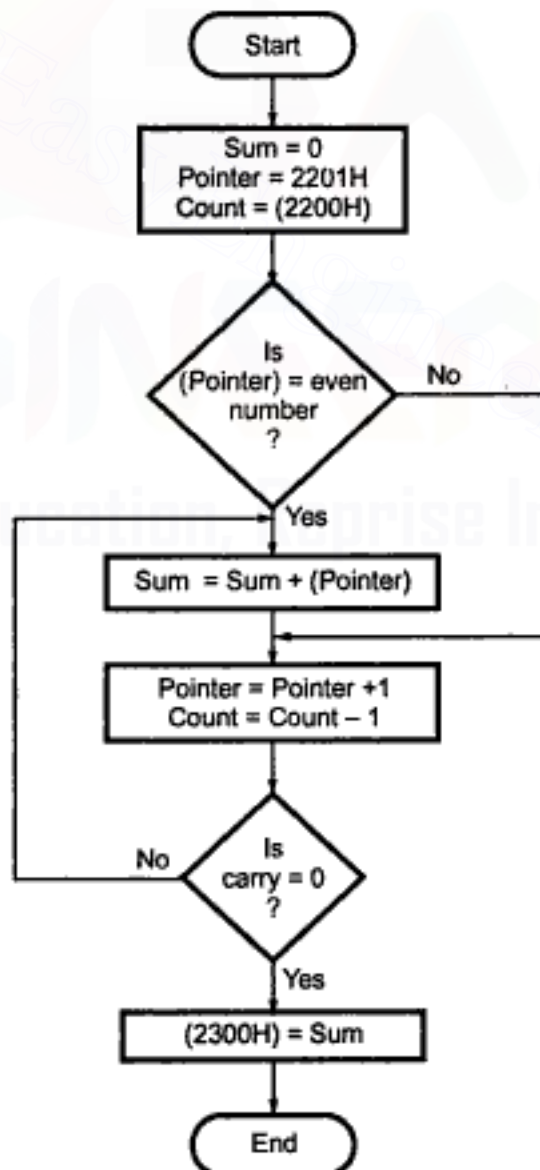 Start
Sum = 0
Pointer = 2201H
Count = (2200H)
Is
(Pointer) = even
number
?
No
Yes
Sum = Sum + (Pointer)
Pointer = Pointer +1
Count = Count – 1
Is
carry = 0
?
No
Yes
(2300H) = Sum
End